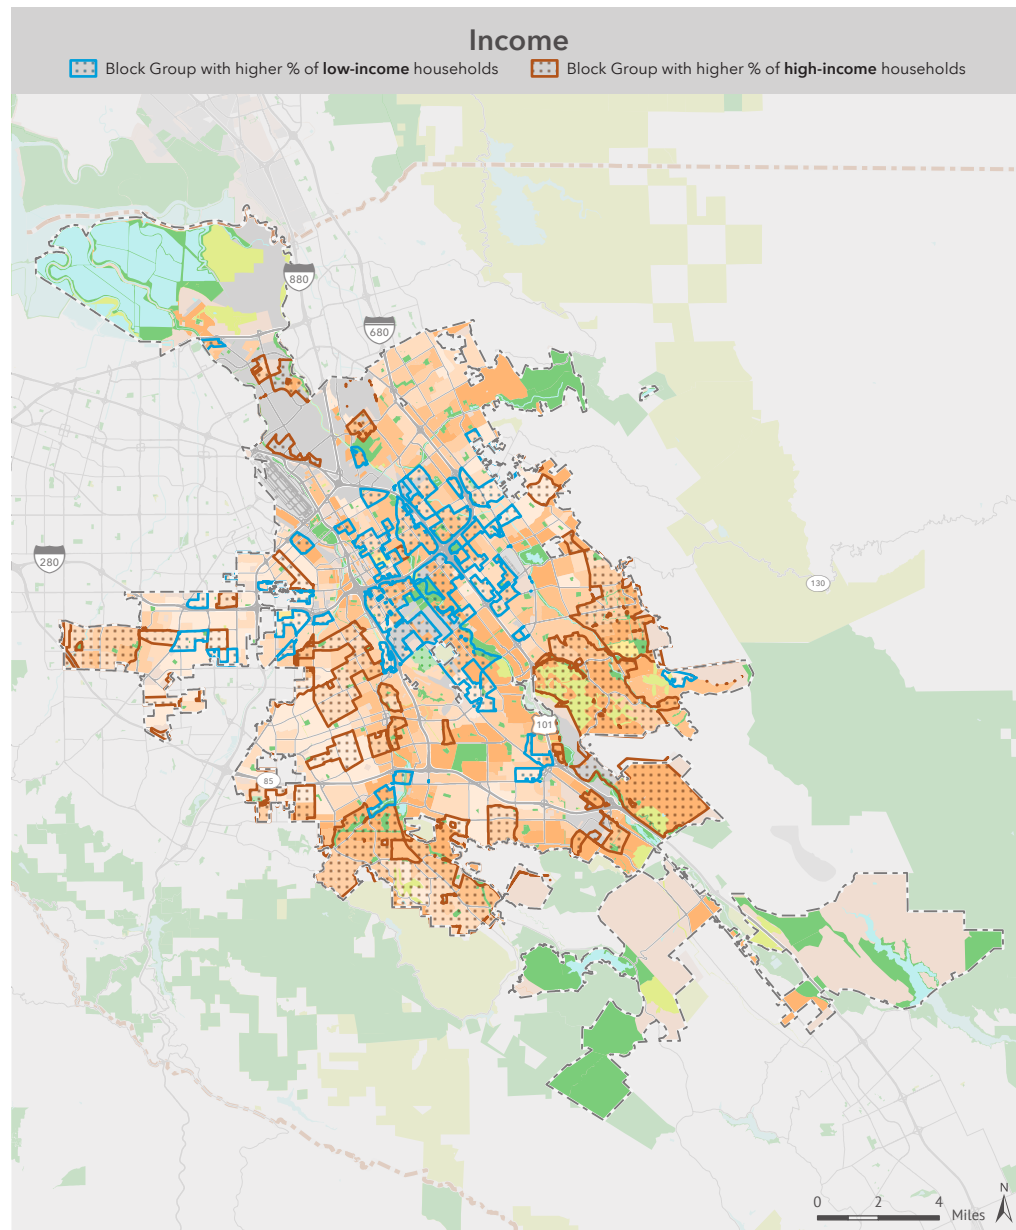 Income
Block Group with higher % of low-income households
Block Group with higher % of high-income households
880
680
280
130
101
85
N
0 2 4
Miles